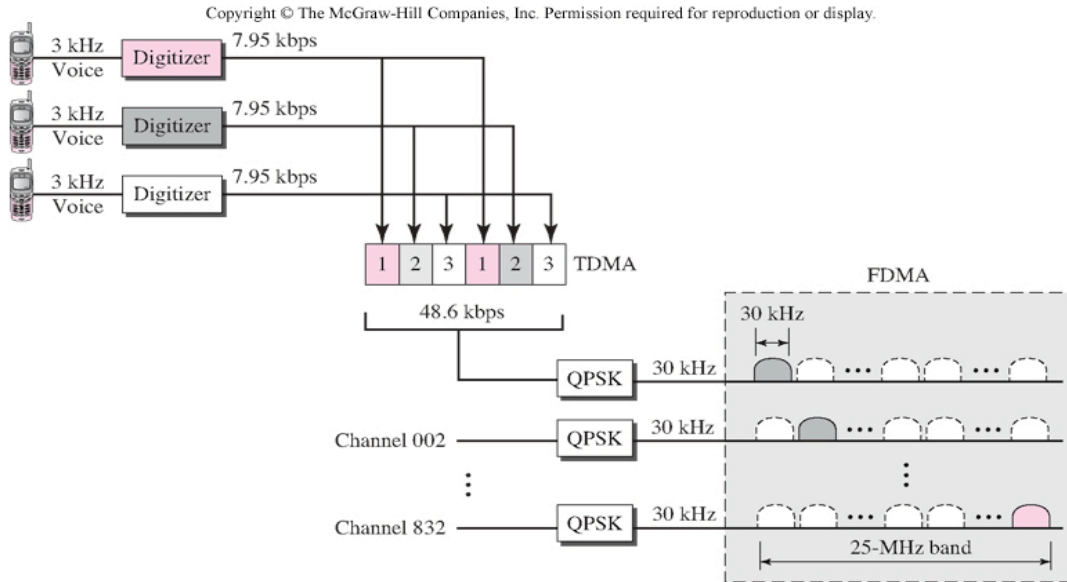 Copyright © The McGraw-Hill Companies, Inc. Permission required for reproduction or display.
3 kHz
Voice
Digitizer
7.95 kbps
3 kHz
Voice
Digitizer
7.95 kbps
3 kHz
Voice
Digitizer
7.95 kbps
1 2 3 1 2 3 TDMA
48.6 kbps
FDMA
30 kHz
QPSK 30 kHz
Channel 002 QPSK 30 kHz
Channel 832 QPSK 30 kHz
25-MHz band